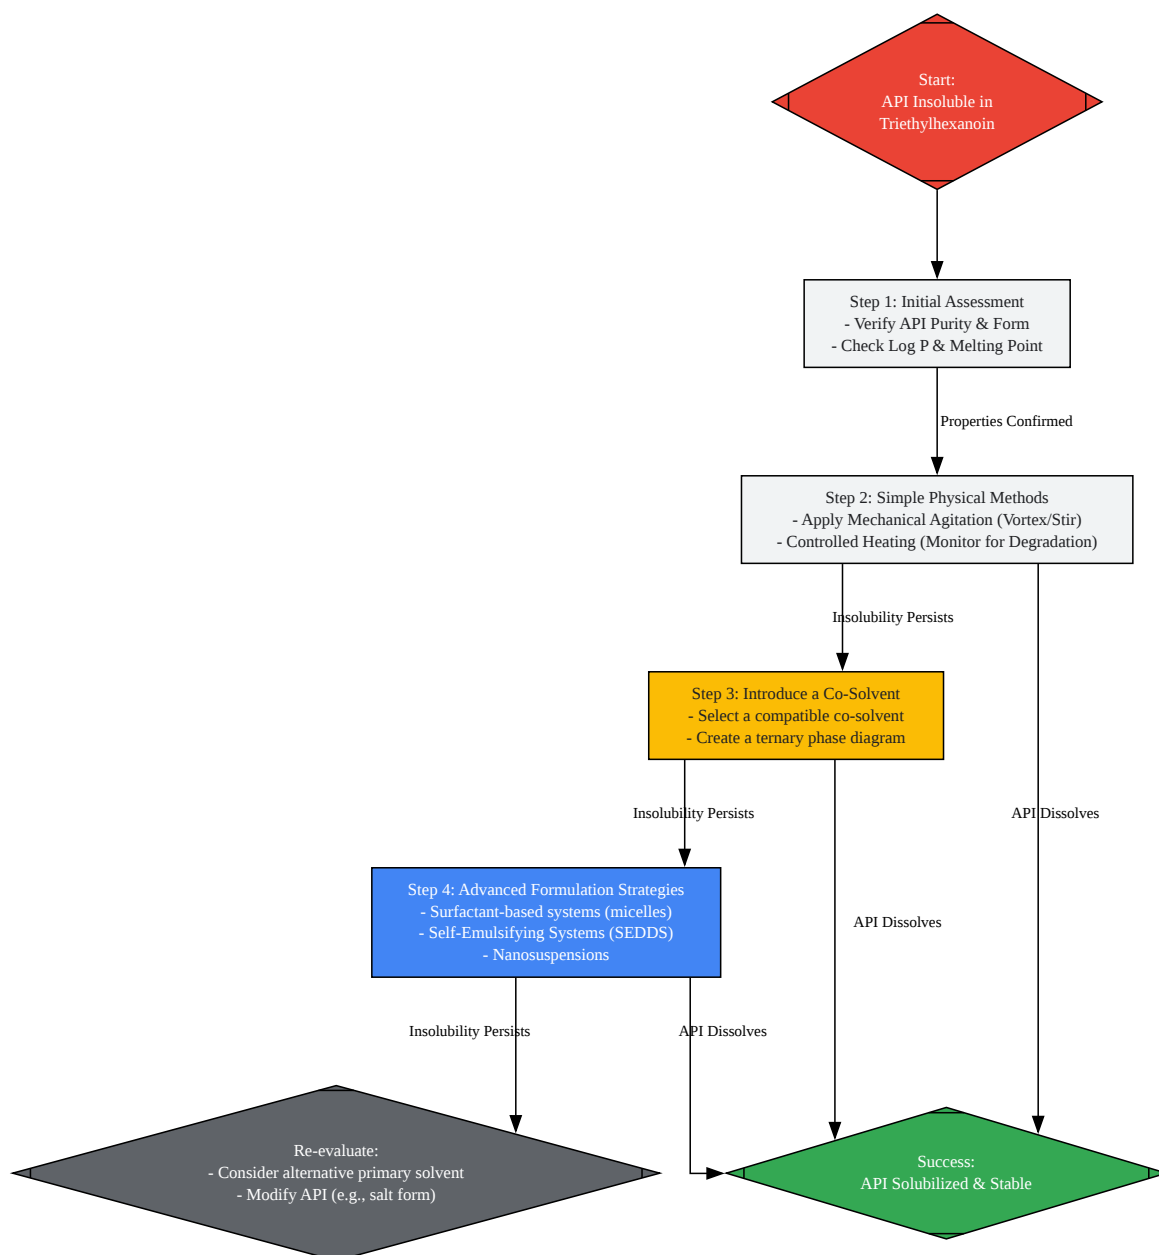 Start:
API Insoluble in
Triethylhexanoin
Step 1: Initial Assessment
- Verify API Purity & Form
- Check Log P & Melting Point
Properties Confirmed
Step 2: Simple Physical Methods
- Apply Mechanical Agitation (Vortex/Stir)
- Controlled Heating (Monitor for Degradation)
Insolubility Persists
Step 3: Introduce a Co-Solvent
- Select a compatible co-solvent
- Create a ternary phase diagram
Insolubility Persists
API Dissolves
Step 4: Advanced Formulation Strategies
- Surfactant-based systems (micelles)
- Self-Emulsifying Systems (SEDDS)
- Nanosuspensions
API Dissolves
Insolubility Persists
API Dissolves
Re-evaluate:
- Consider alternative primary solvent
- Modify API (e.g., salt form)
Success:
API Solubilized & Stable